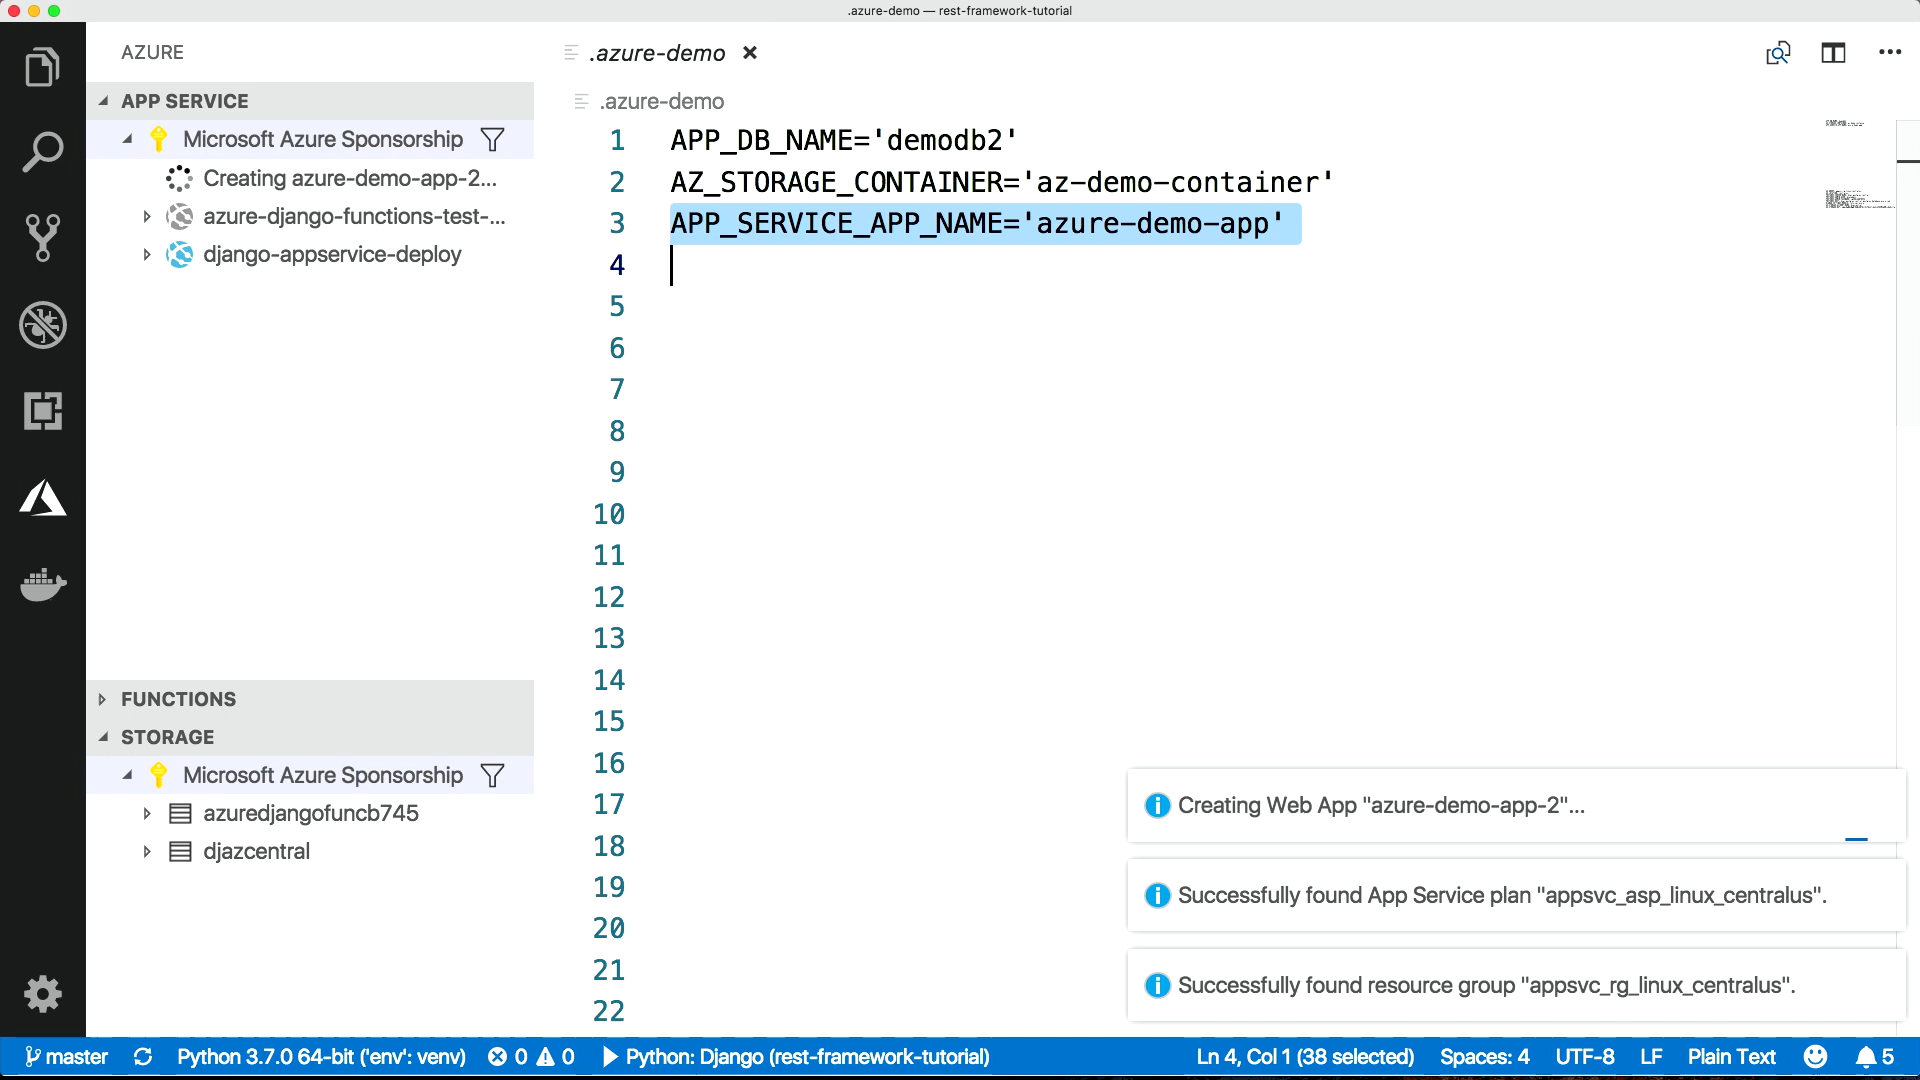 .azure-demo — rest-framework-tutorial
AZURE
APP SERVICE
Microsoft Azure Sponsorship
Creating azure-demo-app-2...
azure-django-functions-test-...
django-appservice-deploy
FUNCTIONS
STORAGE
Microsoft Azure Sponsorship
azuredjangofuncb745
djazcentral
.azure-demo
.azure-demo
1 APP_DB_NAME='demodb2'
2 AZ_STORAGE_CONTAINER='az-demo-container'
3 APP_SERVICE_APP_NAME='azure-demo-app'
4
5
6
7
8
9
10
11
12
13
14
15
16
17
18
19
20
21
22
Creating Web App "azure-demo-app-2"...
Successfully found App Service plan "appsvc_asp_linux_centralus".
Successfully found resource group "appsvc_rg_linux_centralus".
master Python 3.7.0 64-bit ('env': venv) 0 0 Python: Django (rest-framework-tutorial) Ln 4, Col 1 (38 selected) Spaces: 4 UTF-8 LF Plain Text 5